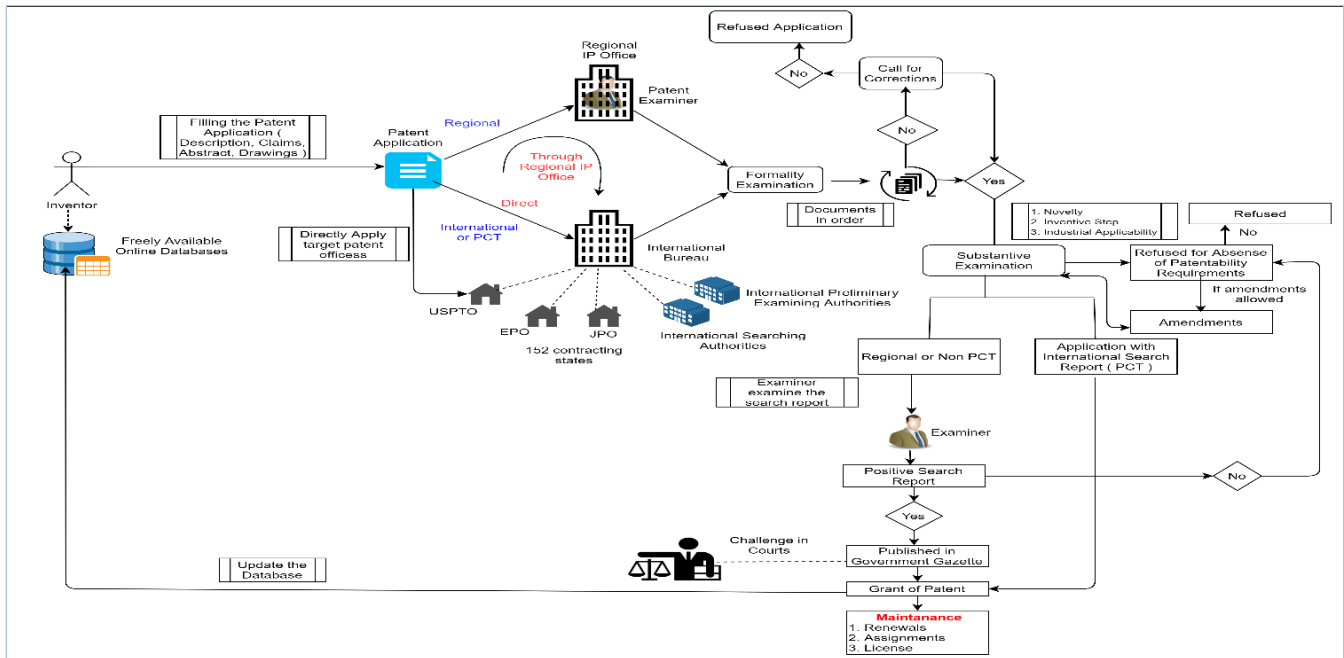 Refused Application
No
Call for
Corrections
Regional
IP Office
Patent
Examiner
Filling the Patent
Application (
Description, Claims,
Abstract, Drawings )
Patent
Application
Regional
Through
Regional IP
Office
Direct
International
or PCT
Inventor
Freely Available
Online Databases
Directly Apply
target patent
officess
International
Bureau
USPTO
EPO
JPO
152 contracting
states
International Preliminary
Examining Authorities
International Searching
Authorities
Formality
Examination
No
Documents
In order
Yes
1. Novelty
2. Inventive Step
3. Industrial Applicability
Refused
No
Substantive
Examination
Refused for Absense
of Patentability
Requirements
If amendments
allowed
Amendments
Regional or Non PCT
Application with
International Search
Report ( PCT )
Examiner
examine the
search report
Examiner
Positive Search
Report
No
Yes
Challenge in
Courts
Published in
Government Gazette
Update the
Database
Grant of Patent
Maintanance
1. Renewals
2. Assignments
3. License